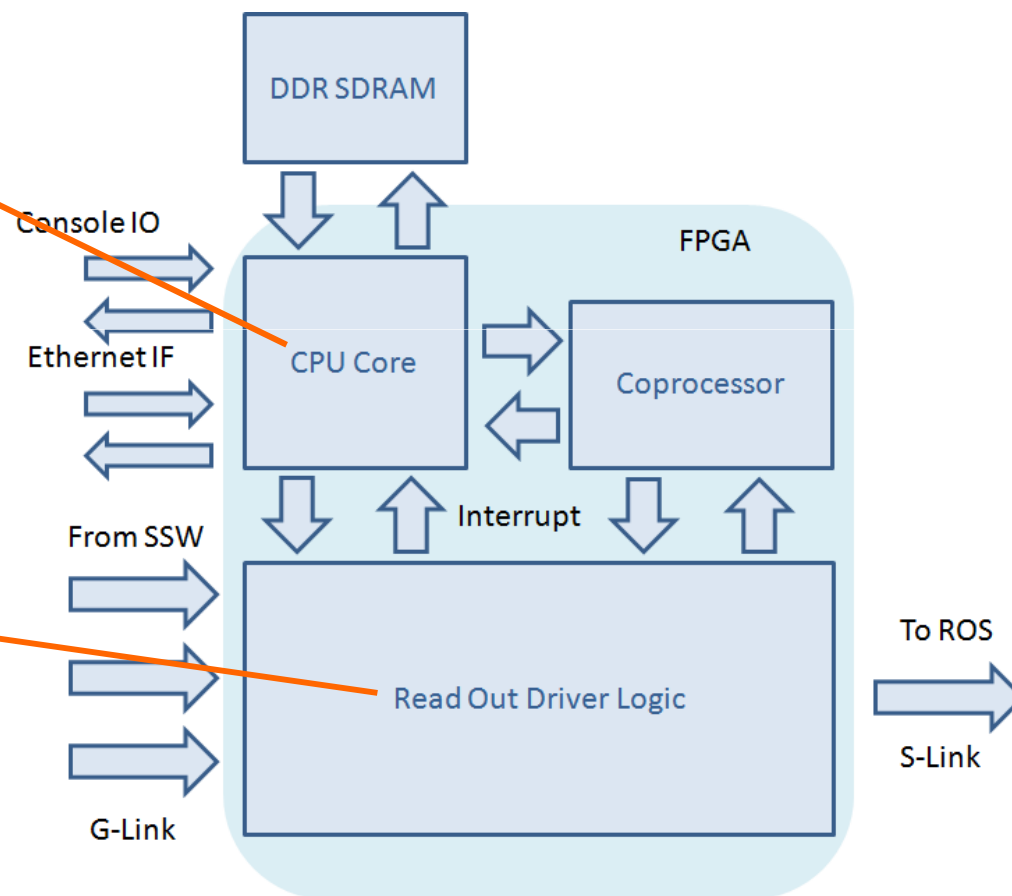 DDR SDRAM
Console IO
FPGA
Ethernet IF
CPU Core
Coprocessor
Interrupt
From SSW
To ROS
Read Out Driver Logic
S-Link
G-Link